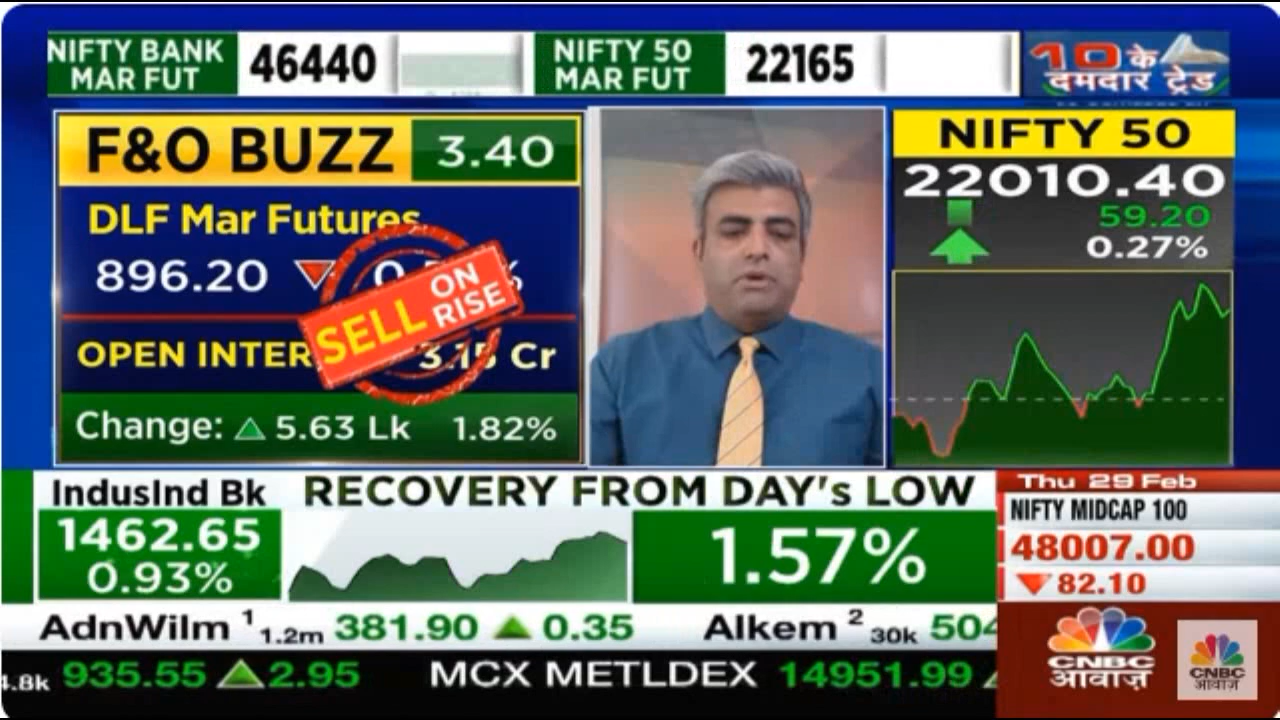 NIFTY BANK
MAR FUT
46440
NIFTY 50
MAR FUT
22165
10 के
दमदार ट्रेड
F&O BUZZ
3.40
DLF Mar Futures
896.20
SELL ON RISE
OPEN
Cr
Change: ▲ 5.63 Lk 1.82%
NIFTY 50
22010.40
59.20
0.27%
IndusInd Bk
1462.65
0.93%
RECOVERY FROM DAY's LOW
1.57%
Thu 29 Feb
NIFTY MIDCAP 100
48007.00
▼ 82.10
AdnWilm 1 1.2m 381.90 ▲ 0.35 Alkem 2 30k
935.55 ▲ 2.95 MCX METLDEX 14951.99
CNBC
आवाज़
CNBC
आवाज़